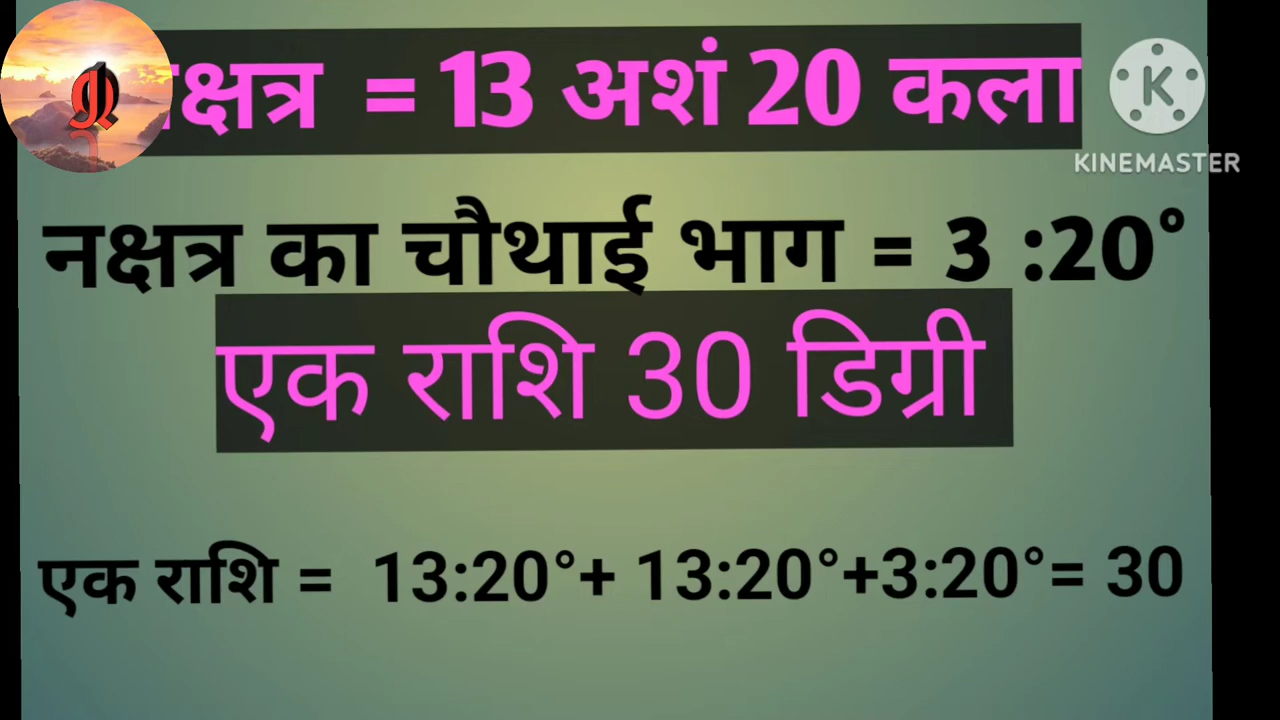 नक्षत्र = 13 अशं 20 कला
KINEMASTER
नक्षत्र का चौथाई भाग = 3 :20°
एक राशि 30 डिग्री
एक राशि = 13:20°+ 13:20°+3:20°= 30